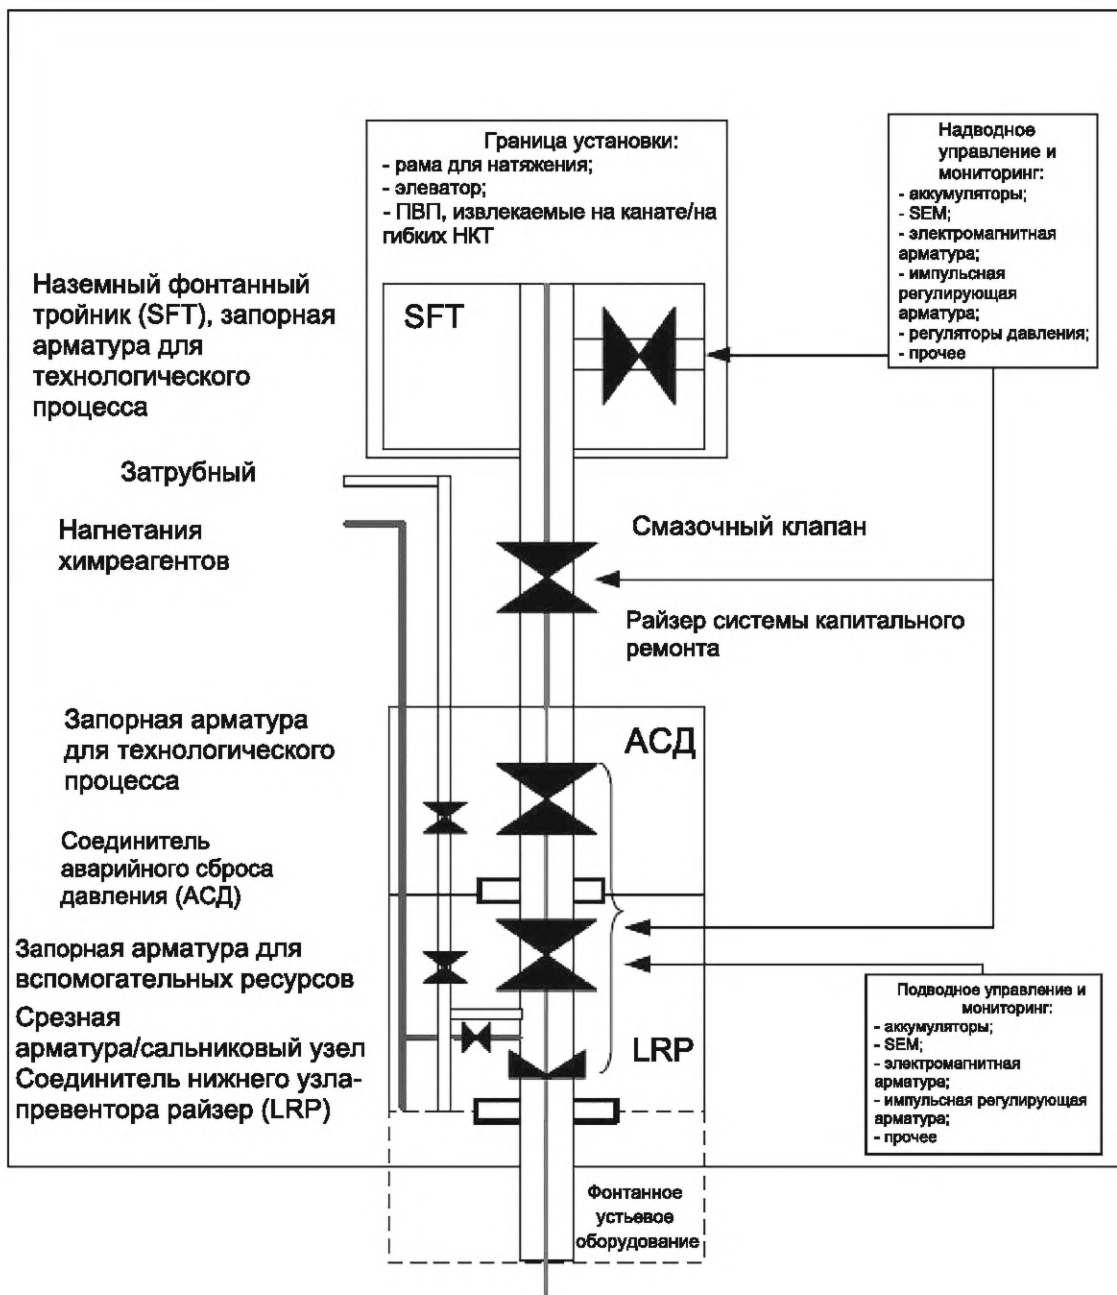 Граница установки:
- рама для натяжения;
- элеватор;
- ПВП, извлекаемые на канате/на
гибких НКТ
Надводное
управление и
мониторинг:
- аккумуляторы;
- SEM;
- электромагнитная
арматура;
- импульсная
регулирующая
арматура;
- регуляторы давления;
- прочее
Наземный фонтанный
тройник (SFT), запорная
арматура для
технологического
процесса
SFT
Затрубный
Нагнетания
химреагентов
Смазочный клапан
Райзер системы капитального
ремонта
Запорная арматура
для технологического
процесса
АСД
Соединитель
аварийного сброса
давления (АСД)
Запорная арматура для
вспомогательных ресурсов
Срезная
арматура/сальниковый узел
Соединитель нижнего узла-
превентора райзер (LRP)
LRP
Подводное управление и
мониторинг:
- аккумуляторы;
- SEM;
- электромагнитная
арматура;
- импульсная регулирующая
арматура;
- прочее
Фонтанное
устьевое
оборудование